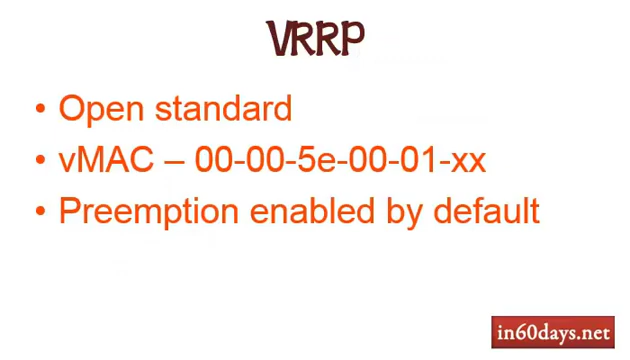 VRRP
• Open standard
• vMAC – 00-00-5e-00-01-xx
• Preemption enabled by default
in60days.net